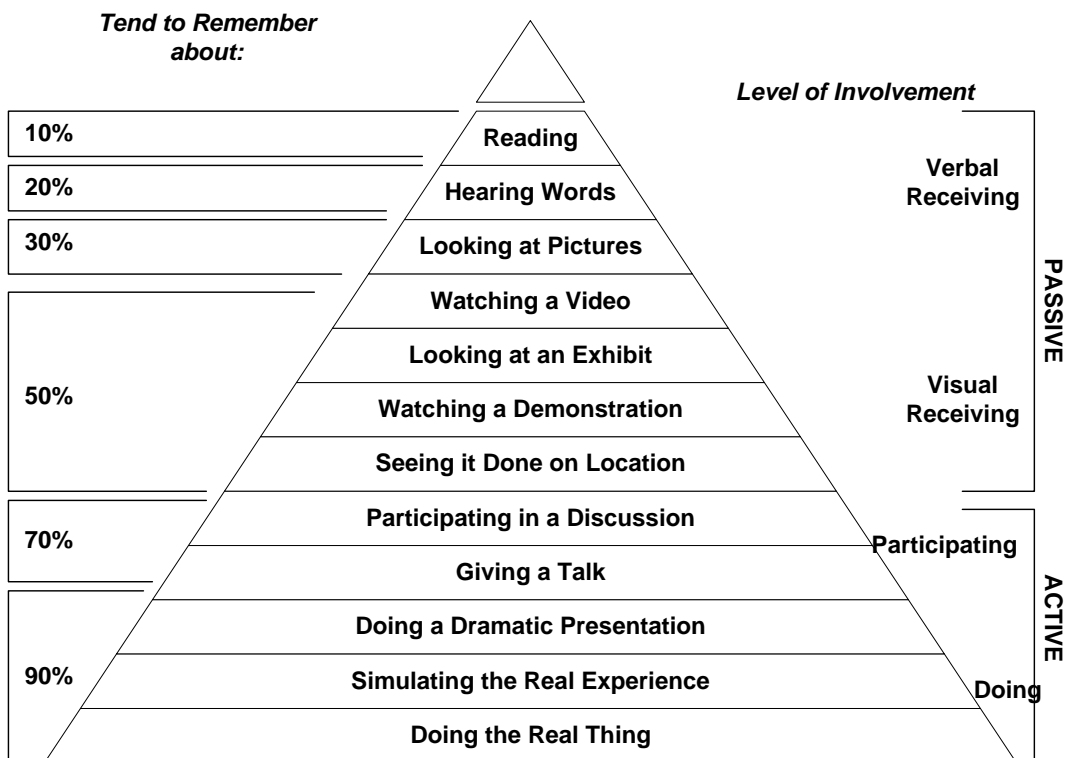 Tend to Remember
about:
Level of Involvement
10%
Reading
Verbal
Receiving
20%
Hearing Words
30%
Looking at Pictures
PASSIVE
Watching a Video
Looking at an Exhibit
50%
Watching a Demonstration
Visual
Receiving
Seeing it Done on Location
Participating in a Discussion
70%
Participating
Giving a Talk
ACTIVE
Doing a Dramatic Presentation
90%
Simulating the Real Experience
Doing
Doing the Real Thing